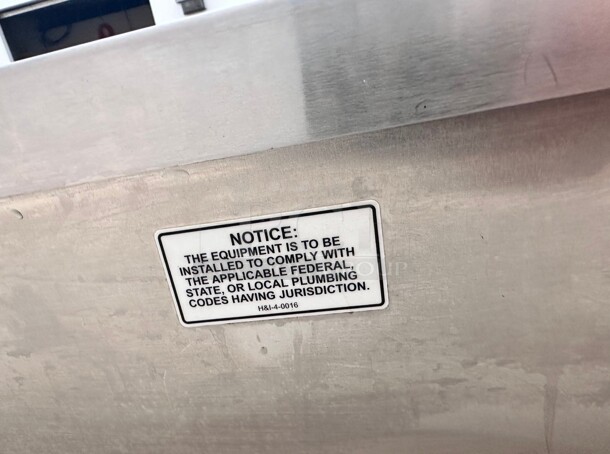 NOTICE:
THE EQUIPMENT IS TO BE
INSTALLED TO COMPLY WITH
THE APPLICABLE FEDERAL,
STATE, OR LOCAL PLUMBING
CODES HAVING JURISDICTION.
H&I-4-0016